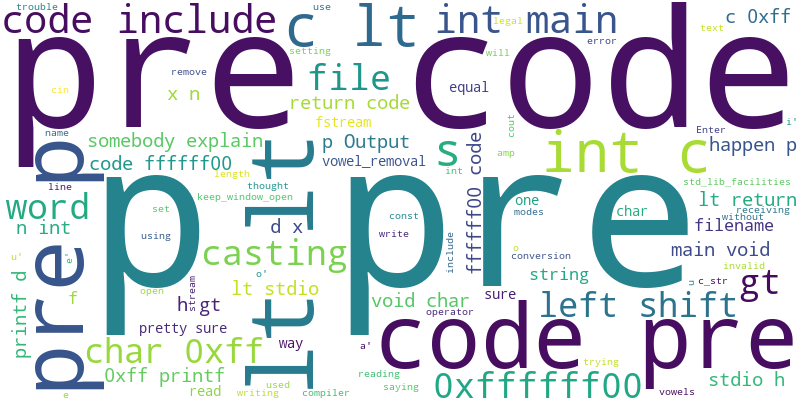 trouble
use
code include
c lt
int main
legal
c 0xff
text
pre code
setting
will
error
remove
file
equal
cin
x n
return code
fstream
cout
i'
name
somebody explain
p Output
s
int c
Enter
happen p
code ffffff00
vowel_removal
amp
line
length
thought
int
std_lib_facilities
pre p
lt lt
p pre
keep_window_open
ffffff00 code
lt return
word
set
const
one
modes
char
without
receiving
n int
using
d x
write
filename
u'
e'
casting
include
o
main void
conversion
invalid
printf d
o'
stream
string
u
c_str
gt
f
open
h gt
lt stdio
void char
sure
left shift
pretty sure
way
a'
operator
code pre
char 0xff
trying
0xff printf
reading
0xffffff00
stdio h
e
read
writing
used
compiler
saying
vowels